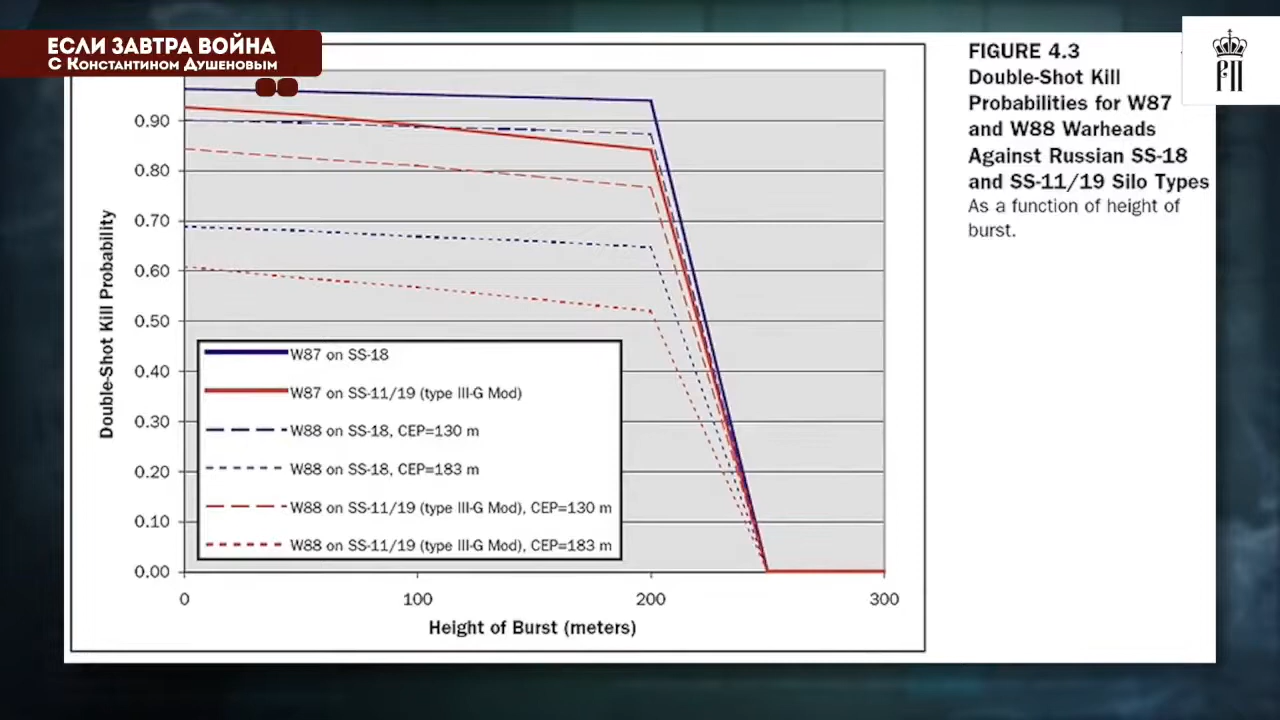 ЕСЛИ ЗАВТРА ВОЙНА
С КОНСТАНТИНОМ ДУШЕНОВЫМ
FIGURE 4.3
Double-Shot Kill
Probabilities for W87
and W88 Warheads
Against Russian SS-18
and SS-11/19 Silo Types
As a function of height of
burst.
Double-Shot Kill Probability
0.90
0.80
0.70
0.60
0.50
0.40
0.30
0.20
0.10
0.00
W87 on SS-18
W87 on SS-11/19 (type III-G Mod)
W88 on SS-18, CEP=130 m
W88 on SS-18, CEP=183 m
W88 on SS-11/19 (type III-G Mod), CEP=130 m
W88 on SS-11/19 (type III-G Mod), CEP=183 m
0 100 200 300
Height of Burst (meters)